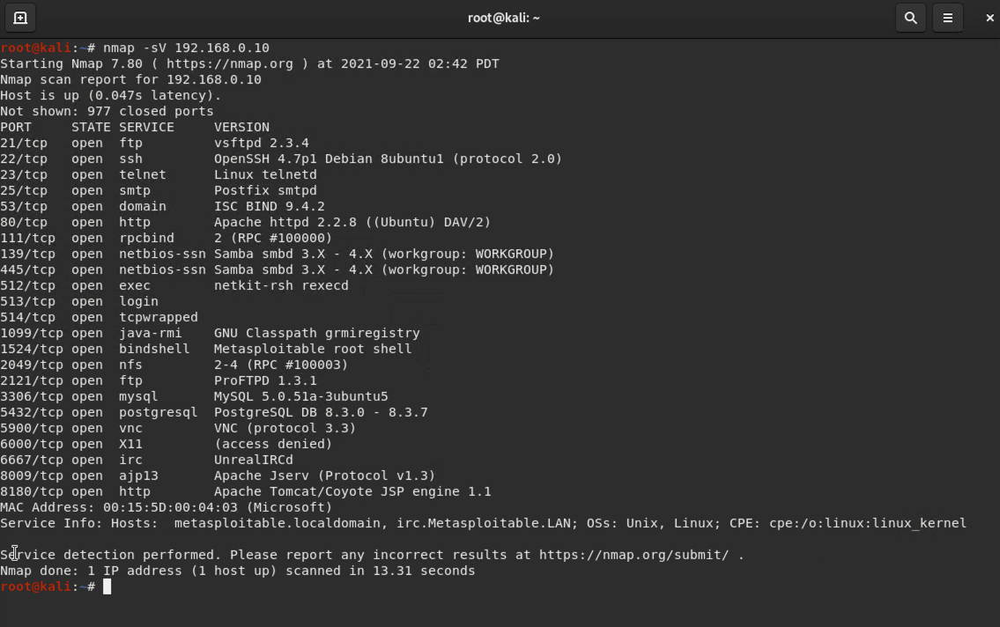 root@kali: ~
root@kali:~# nmap -sV 192.168.0.10
Starting Nmap 7.80 ( https://nmap.org ) at 2021-09-22 02:42 PDT
Nmap scan report for 192.168.0.10
Host is up (0.047s latency).
Not shown: 977 closed ports
PORT     STATE SERVICE     VERSION
21/tcp   open  ftp         vsftpd 2.3.4
22/tcp   open  ssh         OpenSSH 4.7p1 Debian 8ubuntu1 (protocol 2.0)
23/tcp   open  telnet      Linux telnetd
25/tcp   open  smtp        Postfix smtpd
53/tcp   open  domain      ISC BIND 9.4.2
80/tcp   open  http        Apache httpd 2.2.8 ((Ubuntu) DAV/2)
111/tcp  open  rpcbind     2 (RPC #100000)
139/tcp  open  netbios-ssn Samba smbd 3.X - 4.X (workgroup: WORKGROUP)
445/tcp  open  netbios-ssn Samba smbd 3.X - 4.X (workgroup: WORKGROUP)
512/tcp  open  exec        netkit-rsh rexecd
513/tcp  open  login
514/tcp  open  tcpwrapped
1099/tcp open  java-rmi    GNU Classpath grmiregistry
1524/tcp open  bindshell   Metasploitable root shell
2049/tcp open  nfs         2-4 (RPC #100003)
2121/tcp open  ftp         ProFTPD 1.3.1
3306/tcp open  mysql       MySQL 5.0.51a-3ubuntu5
5432/tcp open  postgresql  PostgreSQL DB 8.3.0 - 8.3.7
5900/tcp open  vnc         VNC (protocol 3.3)
6000/tcp open  X11         (access denied)
6667/tcp open  irc         UnrealIRCd
8009/tcp open  ajp13       Apache Jserv (Protocol v1.3)
8180/tcp open  http        Apache Tomcat/Coyote JSP engine 1.1
MAC Address: 00:15:5D:00:04:03 (Microsoft)
Service Info: Hosts:  metasploitable.localdomain, irc.Metasploitable.LAN; OSs: Unix, Linux; CPE: cpe:/o:linux:linux_kernel
Service detection performed. Please report any incorrect results at https://nmap.org/submit/ .
Nmap done: 1 IP address (1 host up) scanned in 13.31 seconds
root@kali:~#